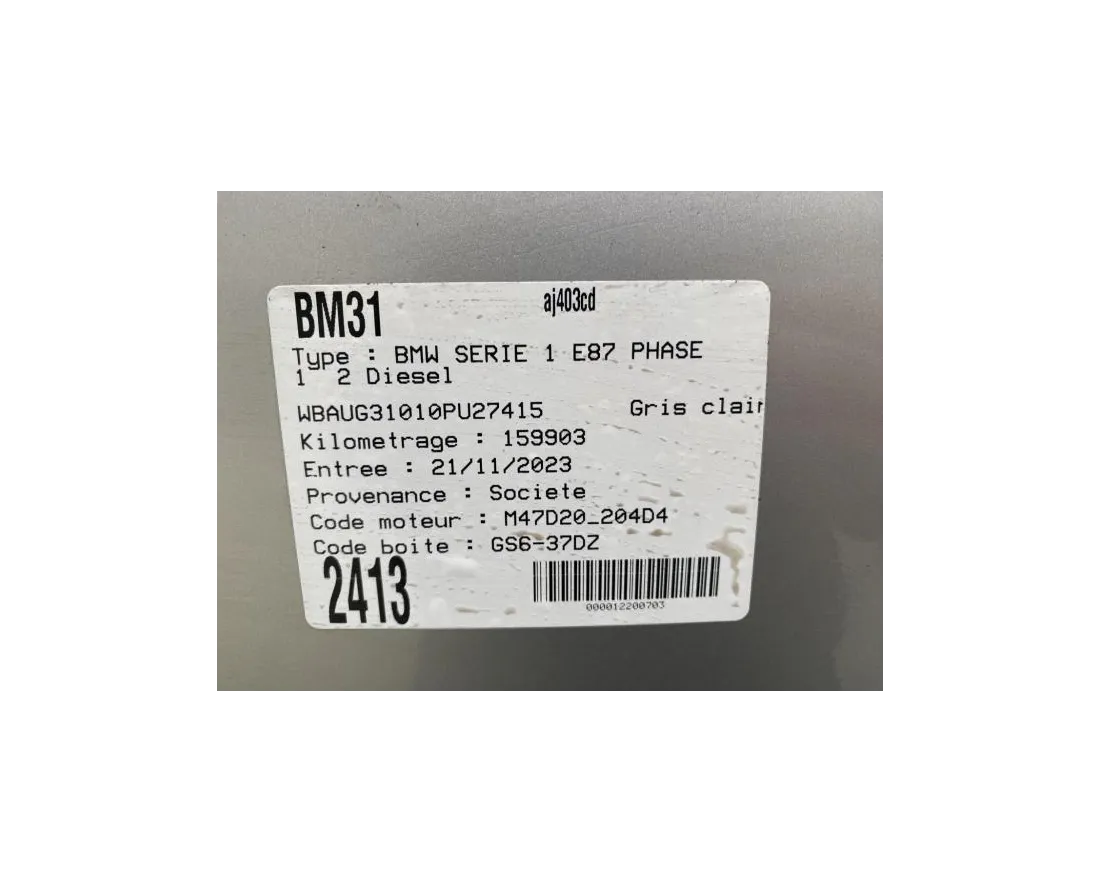 BM31 aj403cd
Type : BMW SERIE 1 E87 PHASE
1 2 Diesel
WBAUG31010PU27415 Gris clair
Kilometrage : 159903
Entree : 21/11/2023
Provenance : Societe
Code moteur : M47D20_204D4
Code boite : GS6-37DZ
2413
000012200703